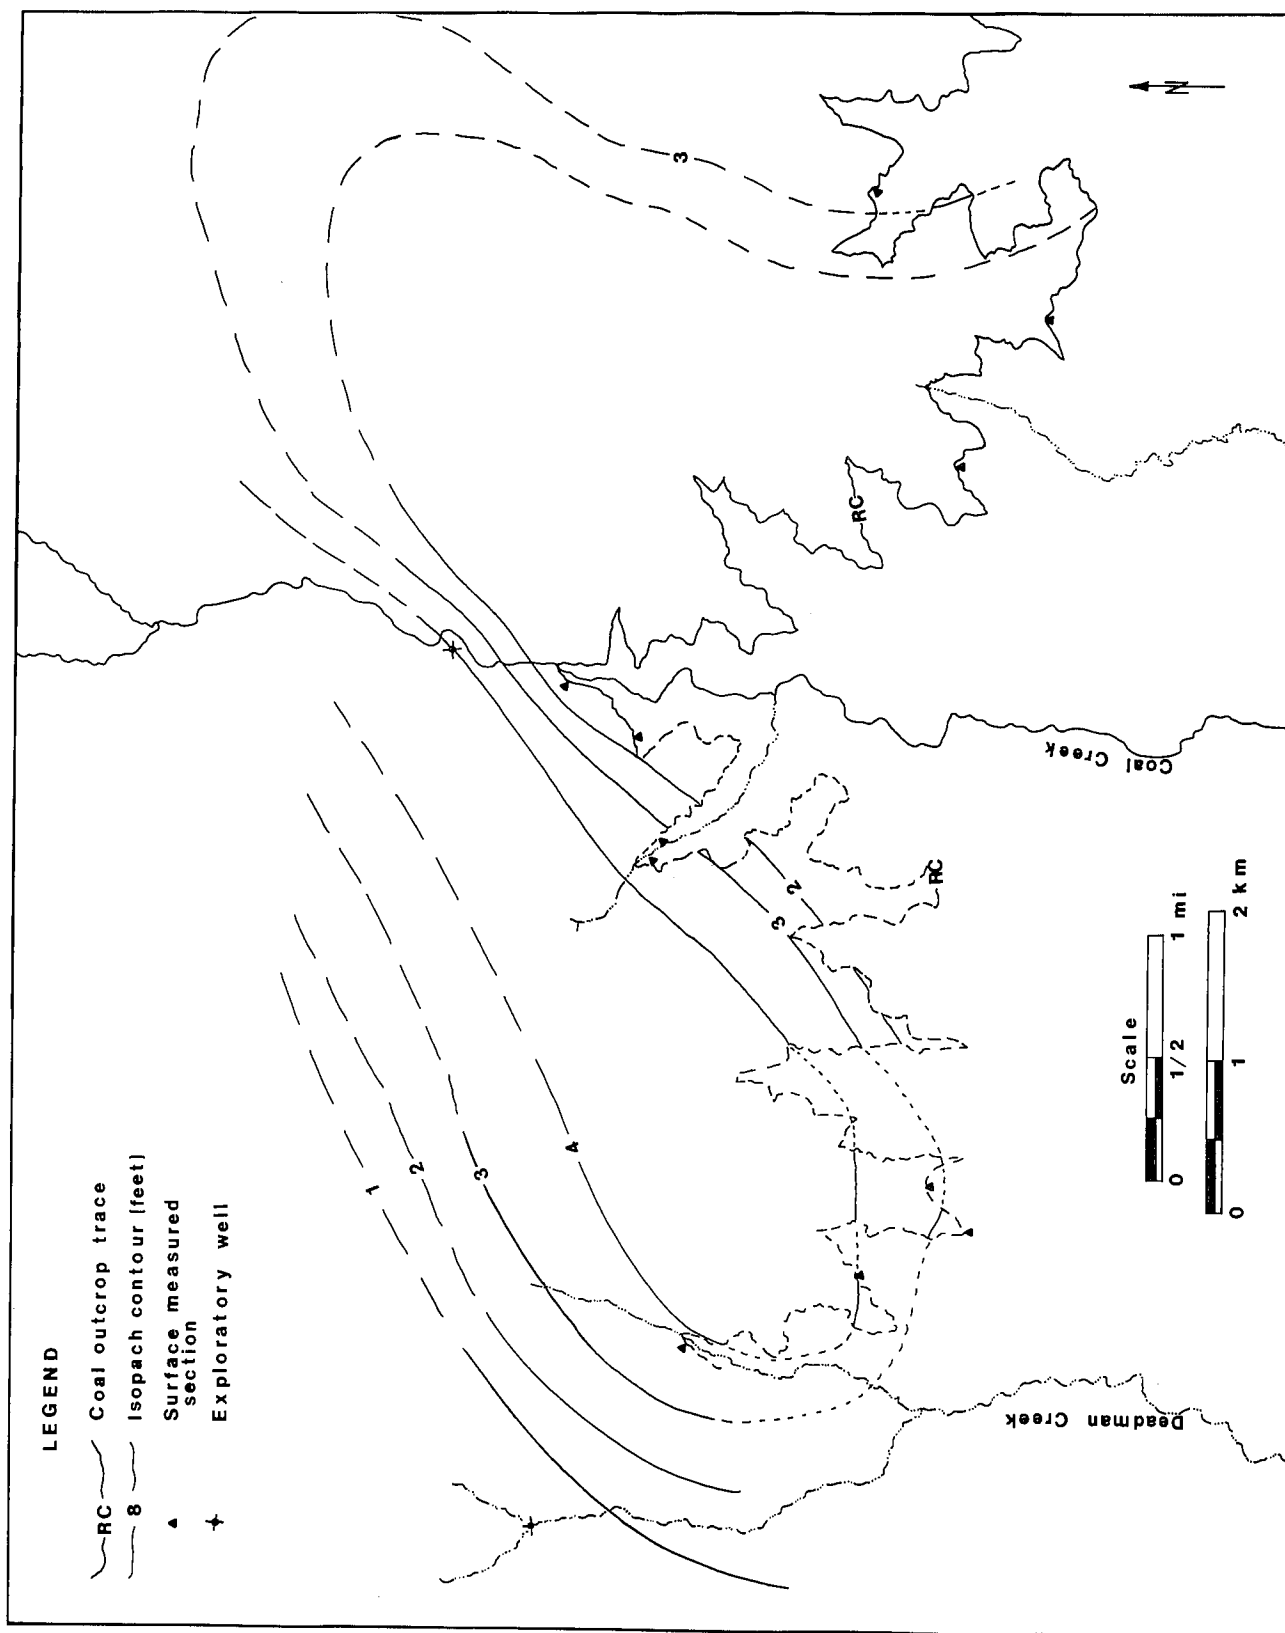 LEGEND
RC Coal outcrop trace
8 Isopach contour (feet)
Surface measured
section
Exploratory well
N
3
RC
1
2
3
4
3
2
RC
Coal Creek
Deadman Creek
Scale
0 1/2 1 mi
0 1 2 km